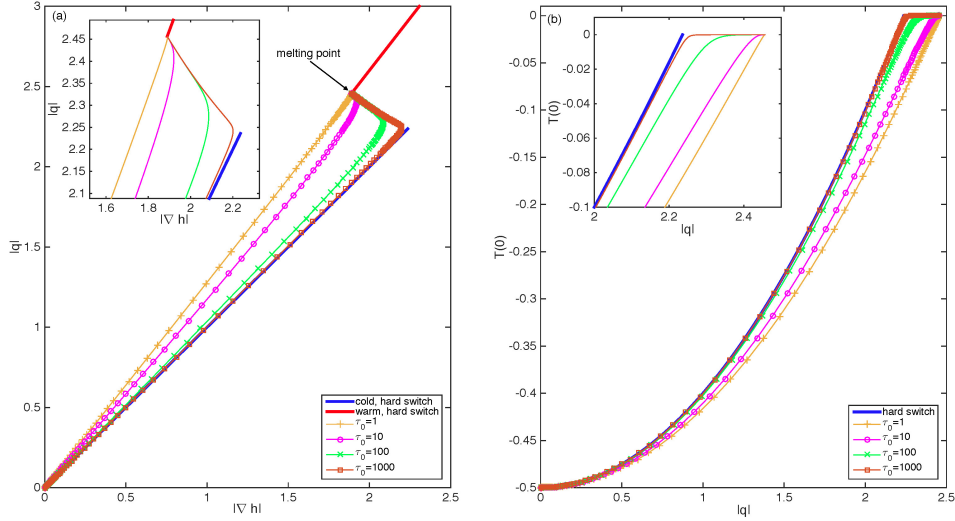 (a)
3
2.5
2
1.5
1
0.5
0
|q|
0
0.5
1
1.5
2
2.5
|∇ h|
melting point
2.45
2.4
2.35
2.3
2.25
2.2
2.15
2.1
|q|
1.6
1.8
2
2.2
|∇ h|
cold, hard switch
warm, hard switch
τ₀=1
τ₀=10
τ₀=100
τ₀=1000
(b)
0
-0.05
-0.1
-0.15
-0.2
-0.25
-0.3
-0.35
-0.4
-0.45
-0.5
T(0)
0
0.5
1
1.5
2
2.5
|q|
0
-0.02
-0.04
-0.06
-0.08
-0.1
T(0)
2
2.2
2.4
|q|
hard switch
τ₀=1
τ₀=10
τ₀=100
τ₀=1000